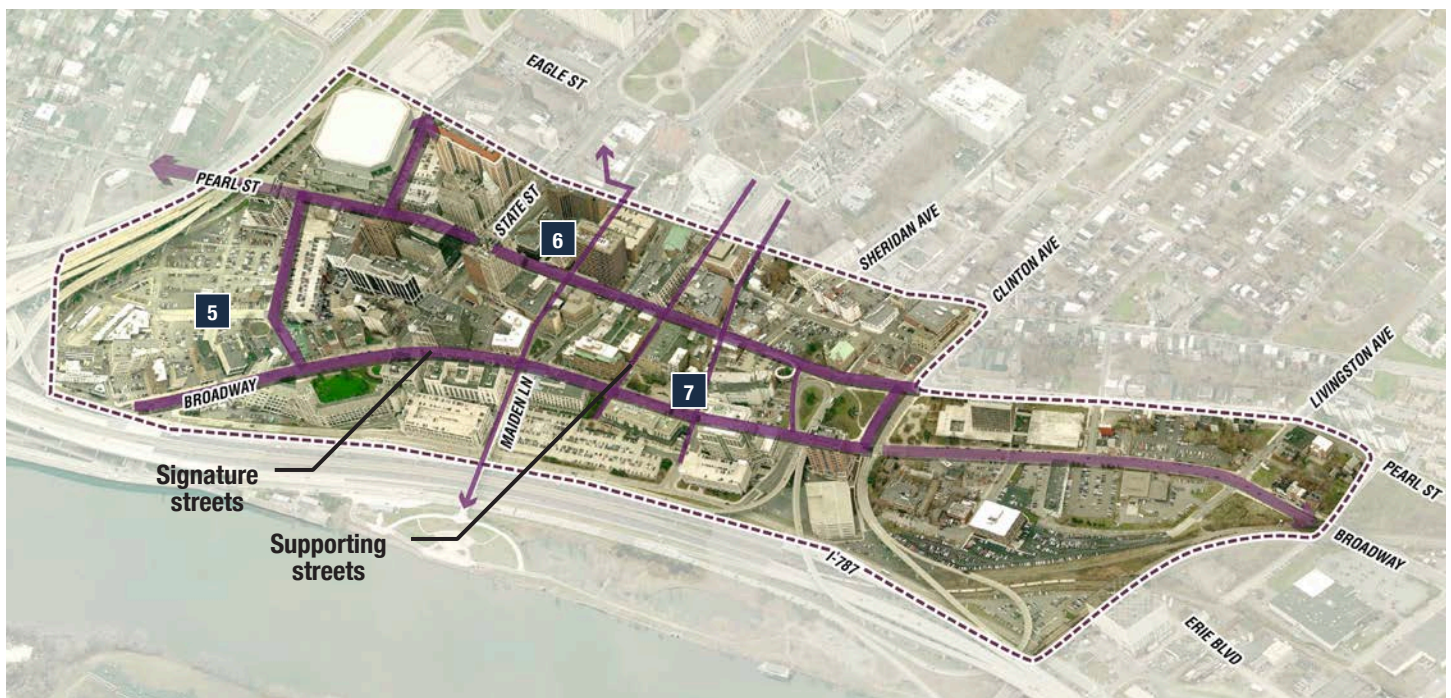 EAGLE ST
PEARL ST
STATE ST
6
SHERIDAN AVE
CLINTON AVE
5
LIVINGSTON AVE
BROADWAY
MAIDEN LN
7
Signature
streets
PEARL ST
Supporting
streets
I-787
BROADWAY
ERIE BLVD